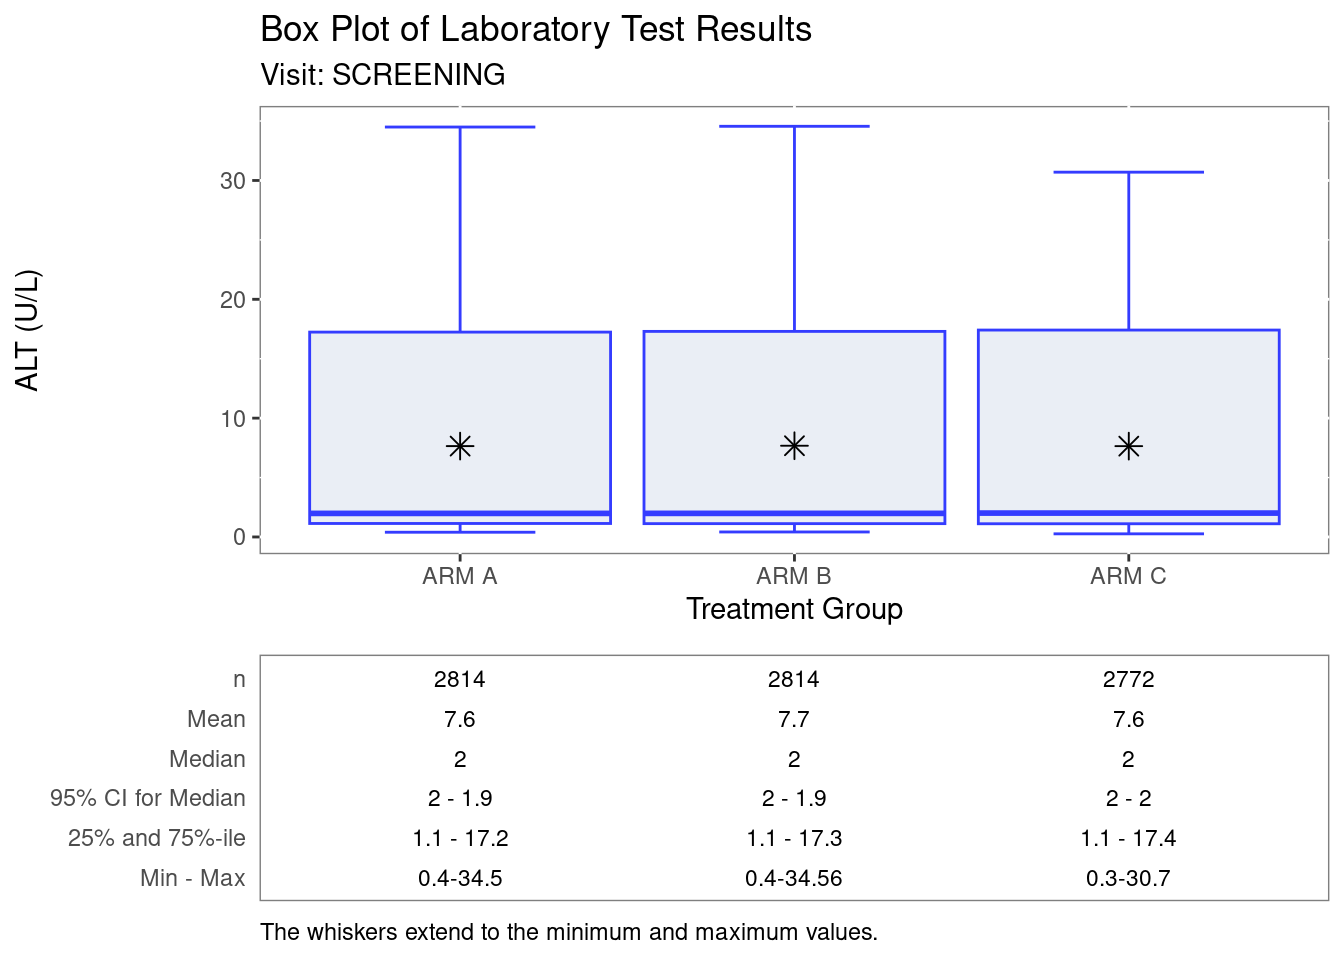 Box Plot of Laboratory Test Results
Visit: SCREENING
ALT (U/L)
30
20
10
0
ARM A ARM B ARM C
Treatment Group
n 2814 2814 2772
Mean 7.6 7.7 7.6
Median 2 2 2
95% CI for Median 2 - 1.9 2 - 1.9 2 - 2
25% and 75%-ile 1.1 - 17.2 1.1 - 17.3 1.1 - 17.4
Min - Max 0.4-34.5 0.4-34.56 0.3-30.7
The whiskers extend to the minimum and maximum values.